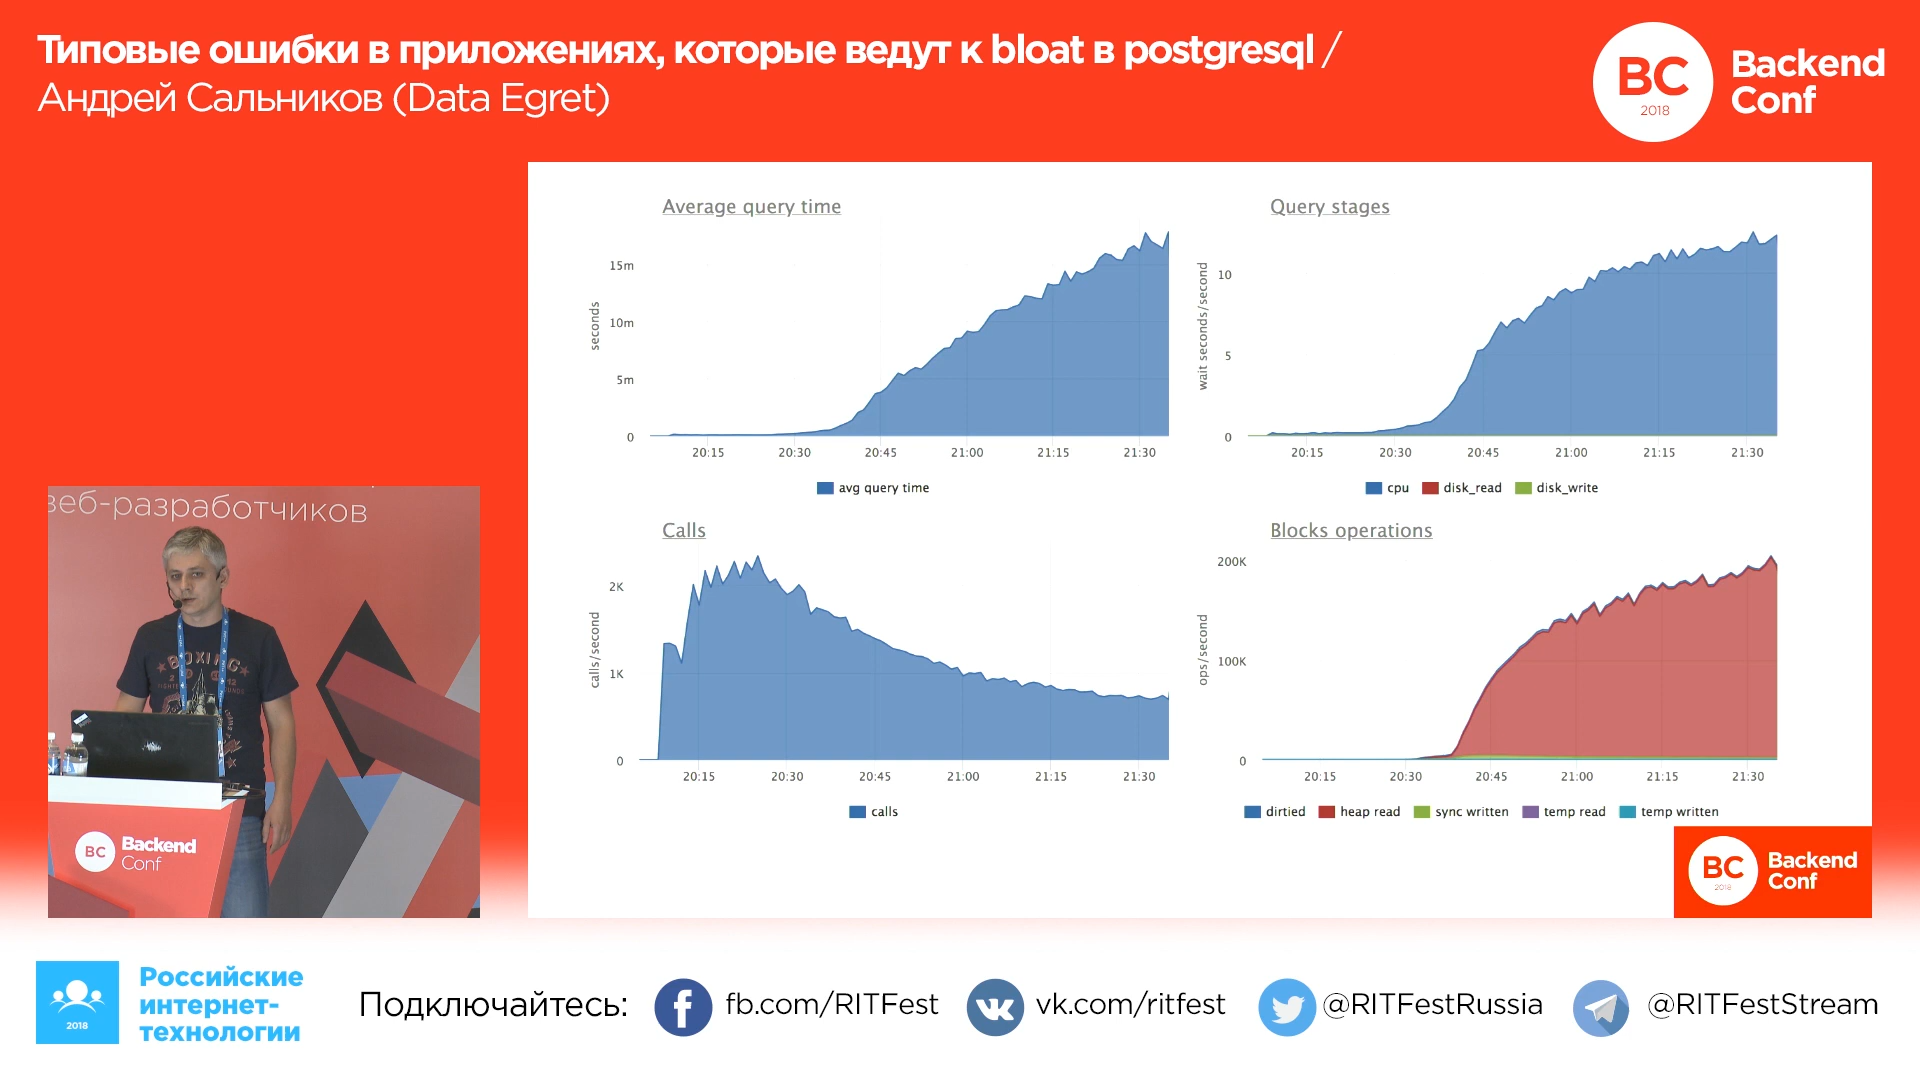 Типовые ошибки в приложениях, которые ведут к bloat в postgresql /
Андрей Сальников (Data Egret)
BC
2018
Backend
Conf
Average query time
15m
10m
5m
0
seconds
20:15 20:30 20:45 21:00 21:15 21:30
avg query time
Query stages
10
5
0
wait seconds/second
20:15 20:30 20:45 21:00 21:15 21:30
cpu disk_read disk_write
Calls
2K
1K
0
calls/second
20:15 20:30 20:45 21:00 21:15 21:30
calls
Blocks operations
200K
100K
0
ops/second
20:15 20:30 20:45 21:00 21:15 21:30
dirtied heap read sync written temp read temp written
BC
2018
Backend
Conf
веб-разработчиков
BOXING
BC
Backend
Conf
2018
Российские
интернет-
технологии
Подключайтесь:
fb.com/RITFest
vk.com/ritfest
@RITFestRussia
@RITFestStream